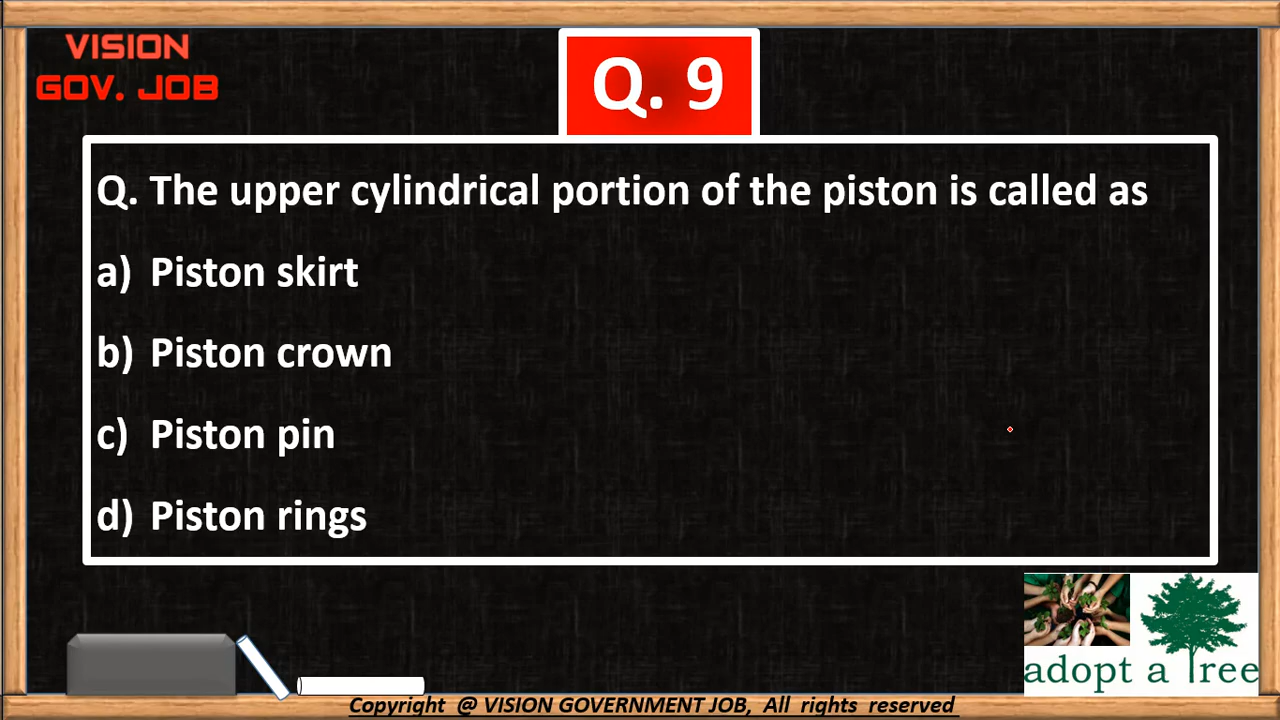 VISION
GOV. JOB
Q. 9
Q. The upper cylindrical portion of the piston is called as
a) Piston skirt
b) Piston crown
c) Piston pin
d) Piston rings
adopt a Tree
Copyright @ VISION GOVERNMENT JOB, All rights reserved